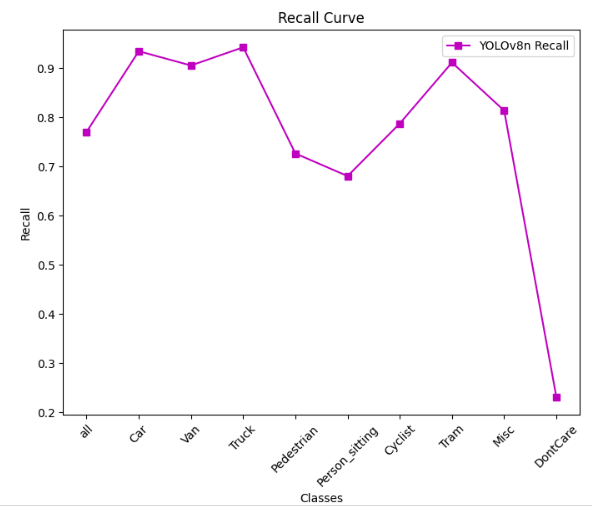 Recall Curve
YOLOv8n Recall
Recall
0.9
0.8
0.7
0.6
0.5
0.4
0.3
0.2
all
Car
Van
Truck
Pedestrian
Person_sitting
Cyclist
Tram
Misc
DontCare
Classes